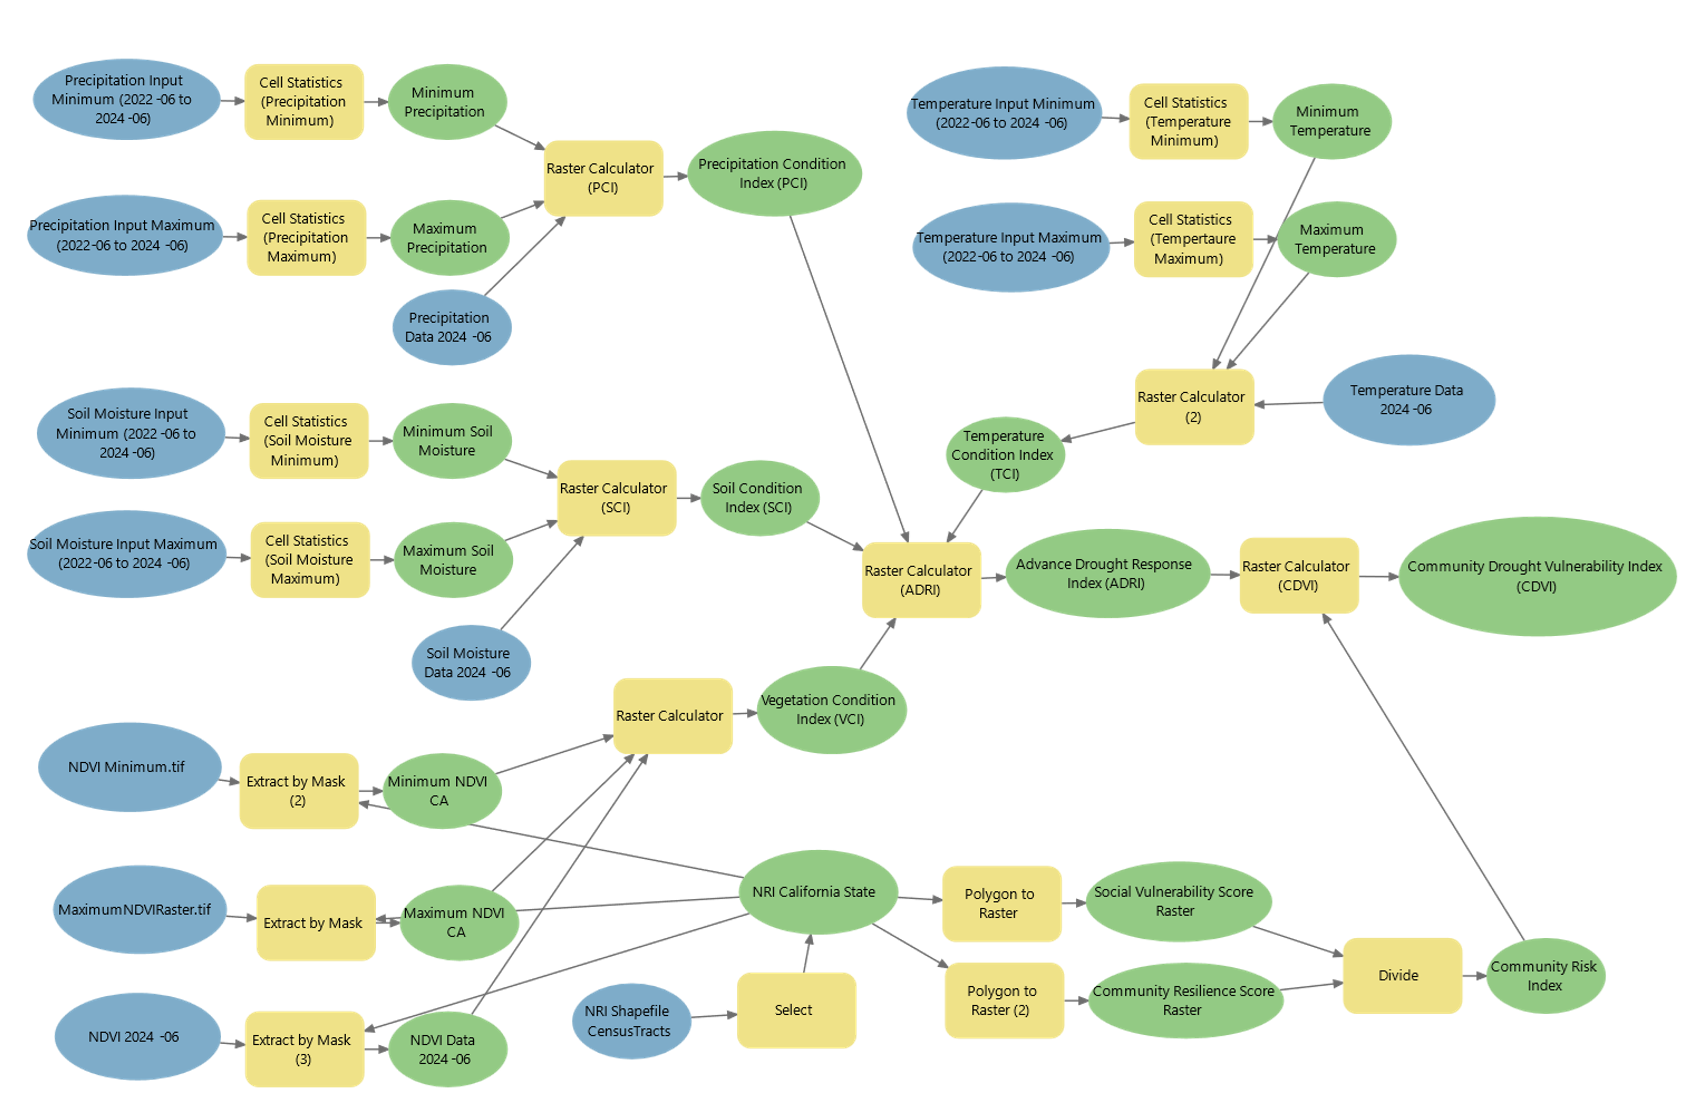 Precipitation Input
Minimum (2022 -06 to
2024 -06)
Cell Statistics
(Precipitation
Minimum)
Minimum
Precipitation
Precipitation Input Maximum
(2022-06 to 2024 -06)
Cell Statistics
(Precipitation
Maximum)
Maximum
Precipitation
Precipitation
Data 2024 -06
Raster Calculator
(PCI)
Precipitation Condition
Index (PCI)
Temperature Input Minimum
(2022-06 to 2024 -06)
Cell Statistics
(Temperature
Minimum)
Minimum
Temperature
Temperature Input Maximum
(2022-06 to 2024 -06)
Cell Statistics
(Tempertaure
Maximum)
Maximum
Temperature
Raster Calculator
(2)
Temperature Data
2024 -06
Temperature
Condition Index
(TCI)
Soil Moisture Input
Minimum (2022 -06 to
2024 -06)
Cell Statistics
(Soil Moisture
Minimum)
Minimum Soil
Moisture
Soil Moisture Input Maximum
(2022-06 to 2024 -06)
Cell Statistics
(Soil Moisture
Maximum)
Maximum Soil
Moisture
Soil Moisture
Data 2024 -06
Raster Calculator
(SCI)
Soil Condition
Index (SCI)
Raster Calculator
(ADRI)
Advance Drought Response
Index (ADRI)
Raster Calculator
(CDVI)
Community Drought Vulnerability Index
(CDVI)
Raster Calculator
Vegetation Condition
Index (VCI)
NDVI Minimum.tif
Extract by Mask
(2)
Minimum NDVI
CA
MaximumNDVIRaster.tif
Extract by Mask
Maximum NDVI
CA
NDVI 2024 -06
Extract by Mask
(3)
NDVI Data
2024 -06
NRI Shapefile
CensusTracts
Select
NRI California State
Polygon to
Raster
Social Vulnerability Score
Raster
Polygon to
Raster (2)
Community Resilience Score
Raster
Divide
Community Risk
Index